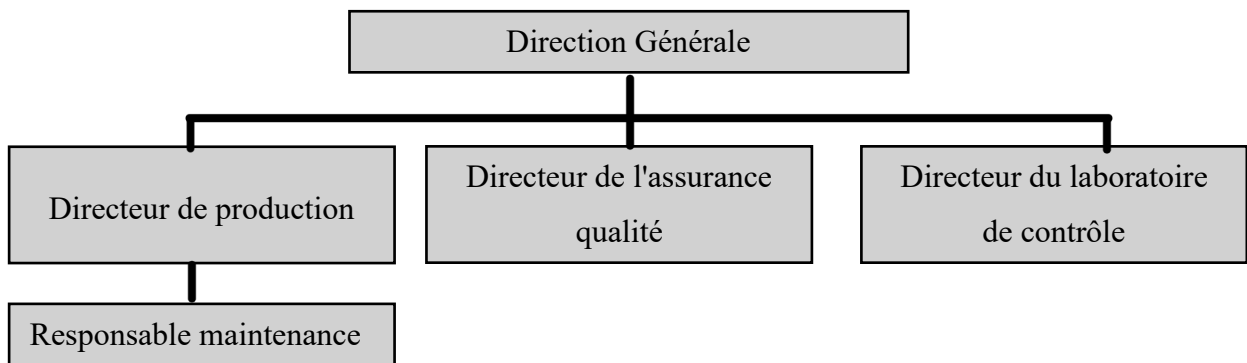 Direction Générale
Directeur de production
Directeur de l'assurance
qualité
Directeur du laboratoire
de contrôle
Responsable maintenance